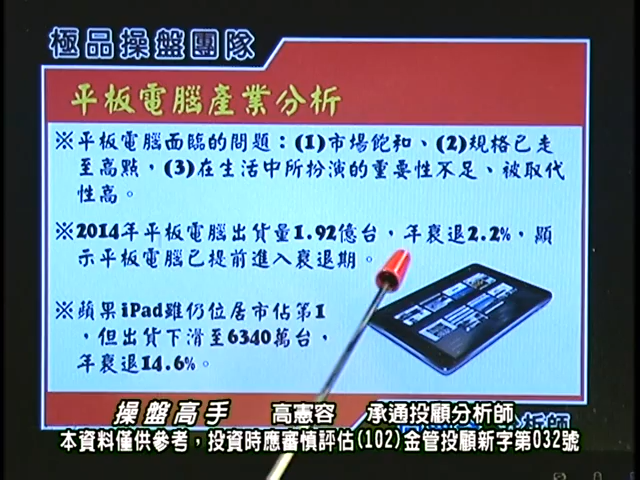 極品操盤團隊
平板電腦產業分析
※平板電腦面臨的問題：(1)市場飽和、(2)規格已走
至高點，(3)在生活中所扮演的重要性不足、被取代
性高。
※2014年平板電腦出貨量1.92億台，年衰退2.2%，顯
示平板電腦已提前進入衰退期。
※蘋果iPad雖仍位居市佔第1
，但出貨下滑至6340萬台，
年衰退14.6%。
操盤高手 高憲容 承通投顧分析師
本資料僅供參考，投資時應審慎評估(102)金管投顧新字第032號